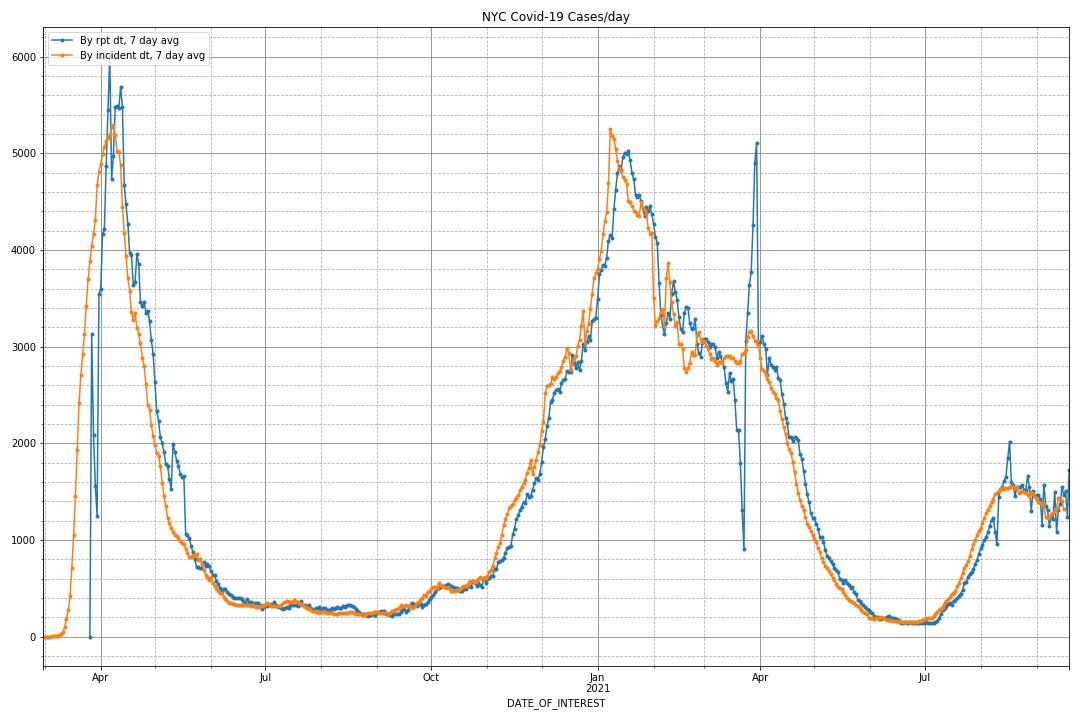 NYC Covid-19 Cases/day
By rpt dt, 7 day avg
By incident dt, 7 day avg
6000
5000
4000
3000
2000
1000
0
Apr
Jul
Oct
Jan
2021
Apr
Jul
DATE_OF_INTEREST